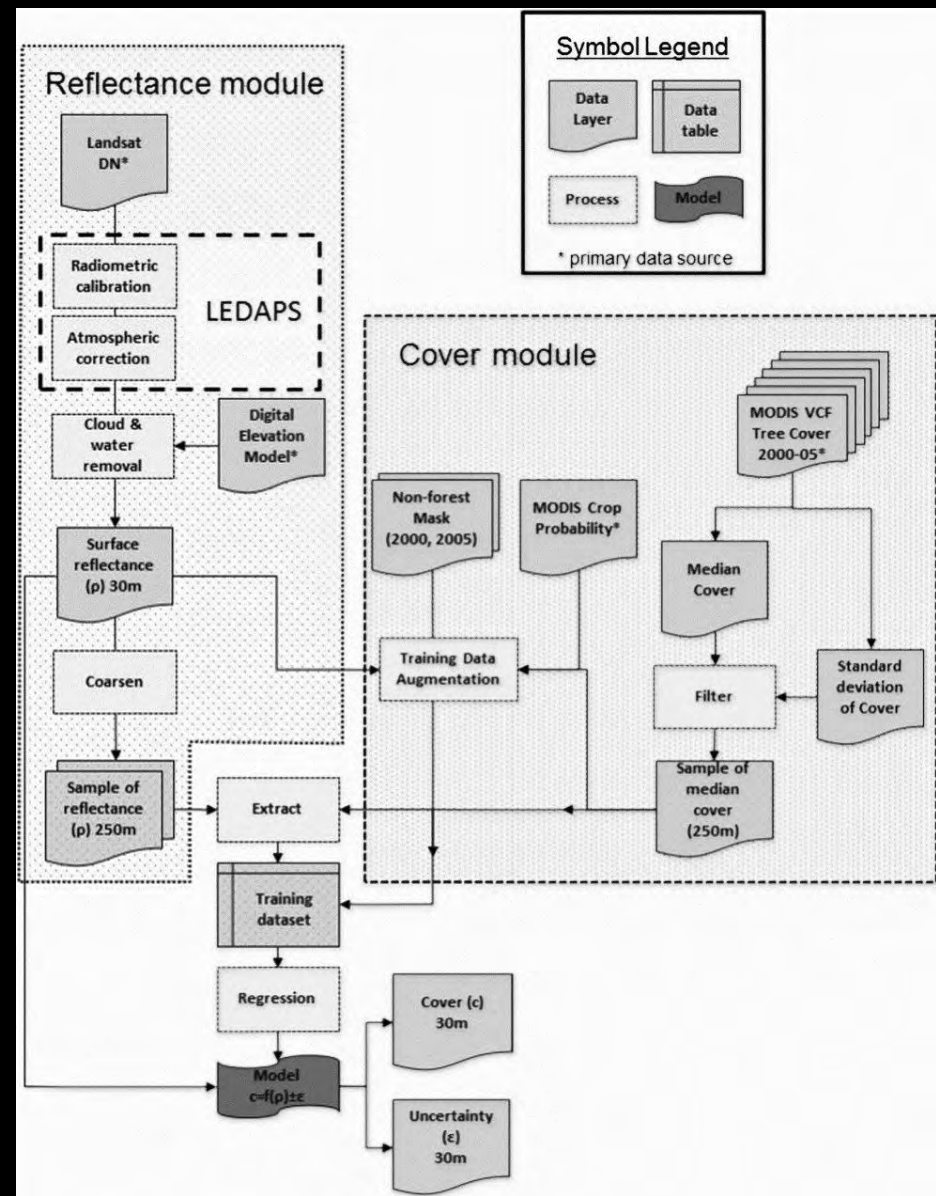 Symbol Legend
Data
Layer
Data
table
Process
Model
* primary data source
Reflectance module
Landsat
DN*
Radiometric
calibration
LEDAPS
Atmospheric
correction
Cloud &
water
removal
Digital
Elevation
Model*
Surface
reflectance
(ρ) 30m
Coarsen
Sample of
reflectance
(ρ) 250m
Cover module
MODIS VCF
Tree Cover
2000-05*
Non-forest
Mask
(2000, 2005)
MODIS Crop
Probability*
Median
Cover
Training Data
Augmentation
Filter
Standard
deviation
of Cover
Sample of
median
cover
(250m)
Extract
Training
dataset
Regression
Model
c=f(ρ)±ε
Cover (c)
30m
Uncertainty
(ε)
30m